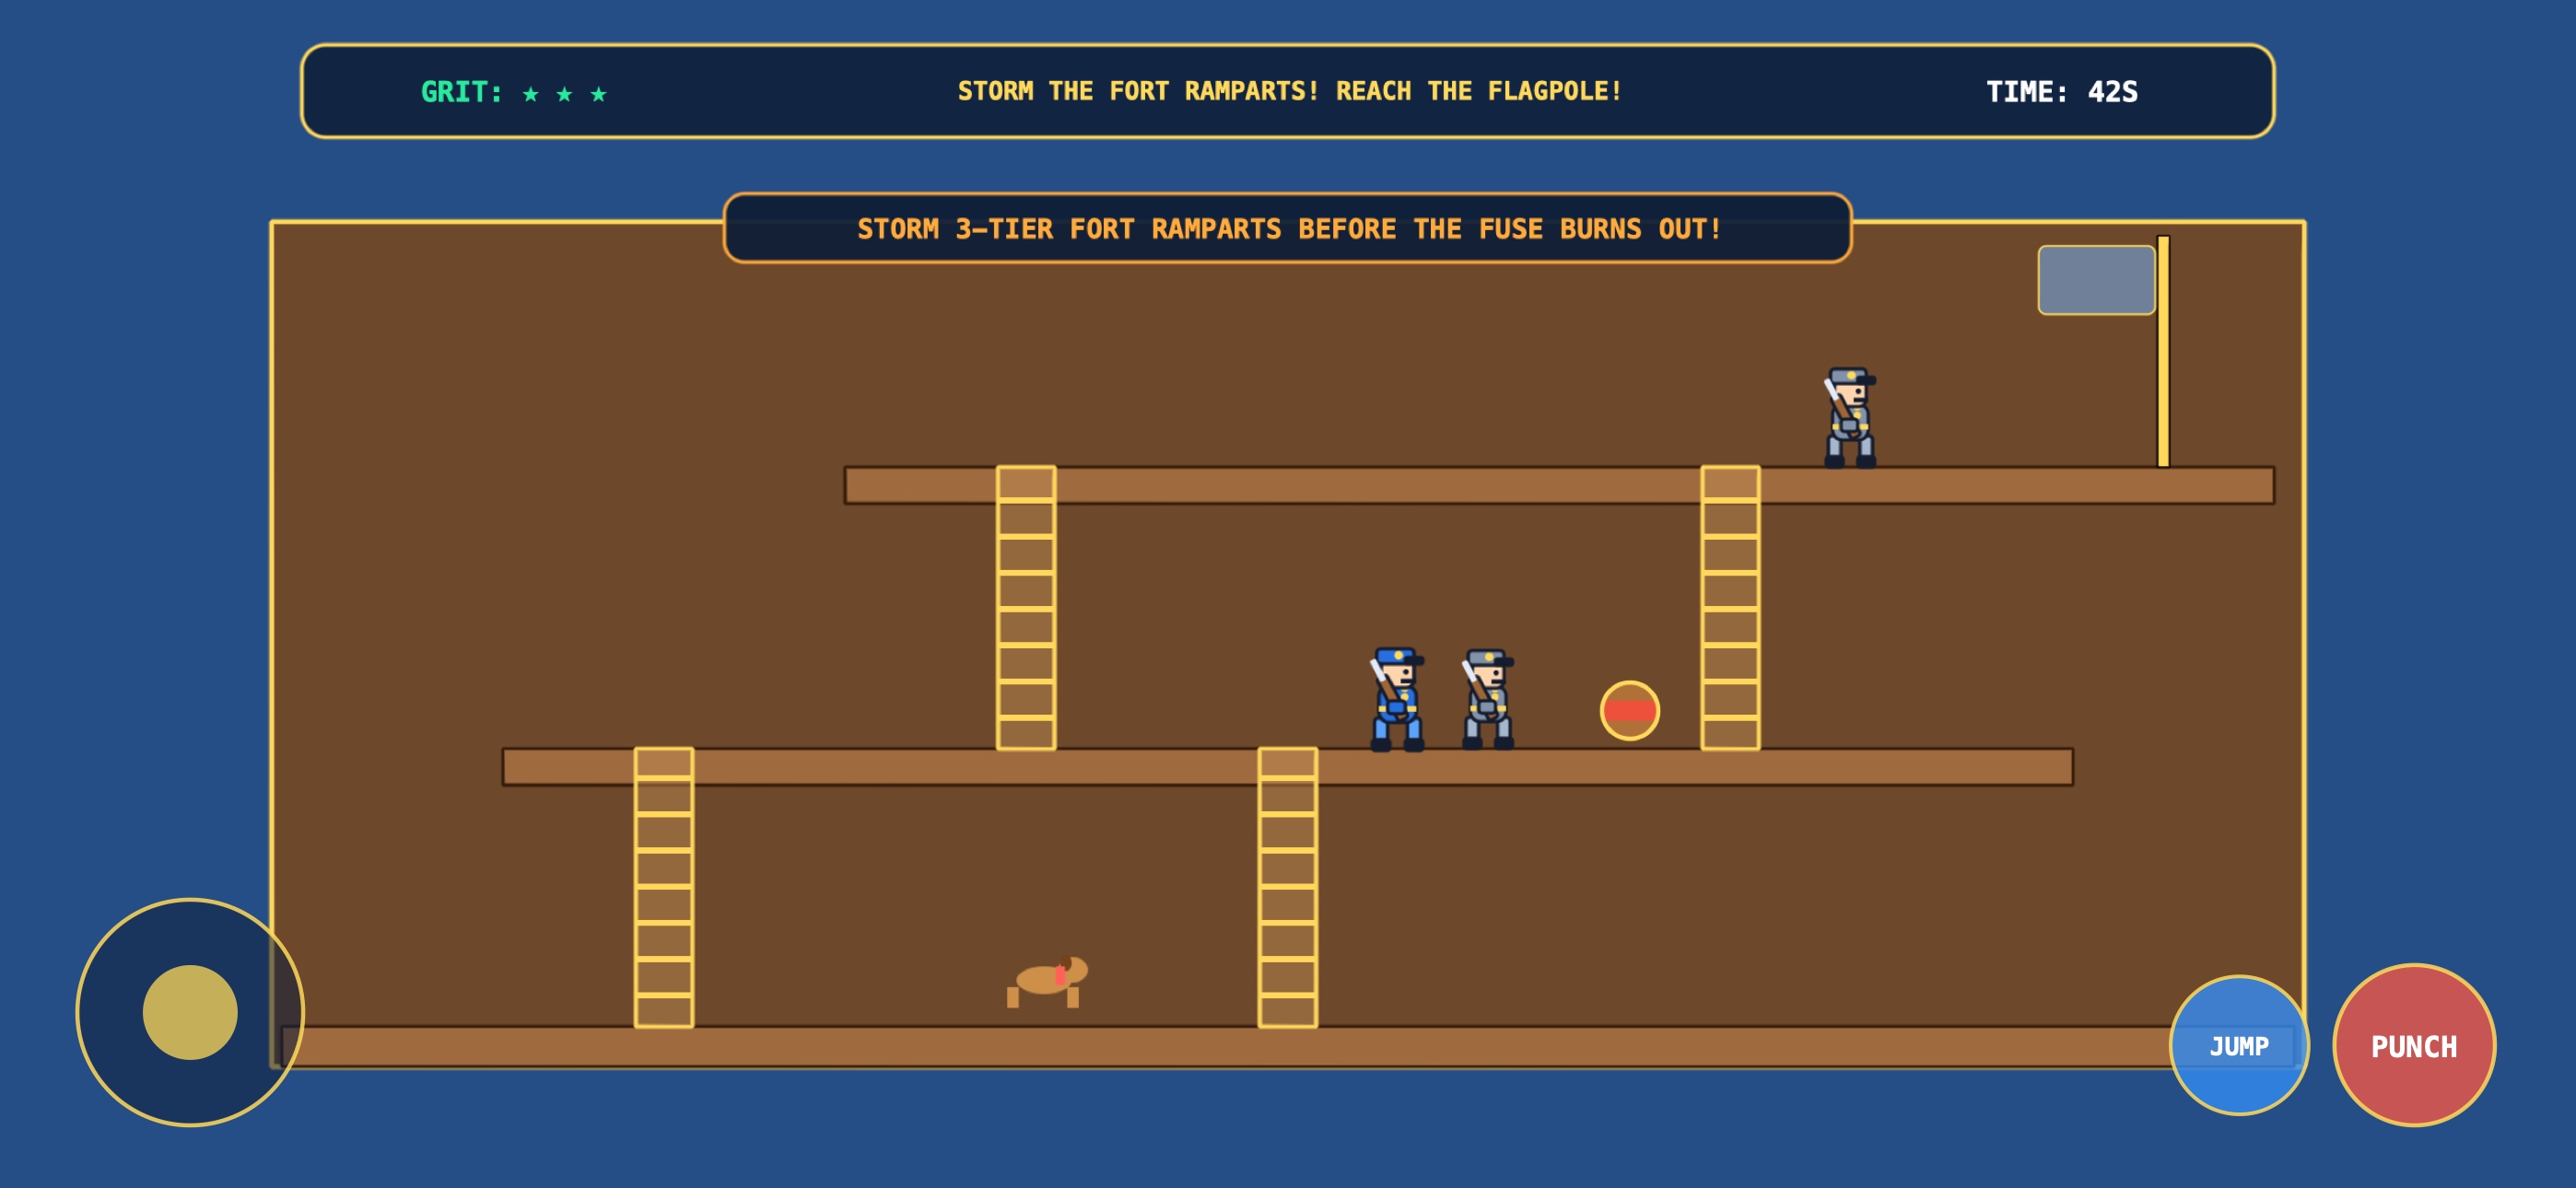 GRIT: ★ ★ ★
STORM THE FORT RAMPARTS! REACH THE FLAGPOLE!
TIME: 42S
STORM 3–TIER FORT RAMPARTS BEFORE THE FUSE BURNS OUT!
JUMP
PUNCH